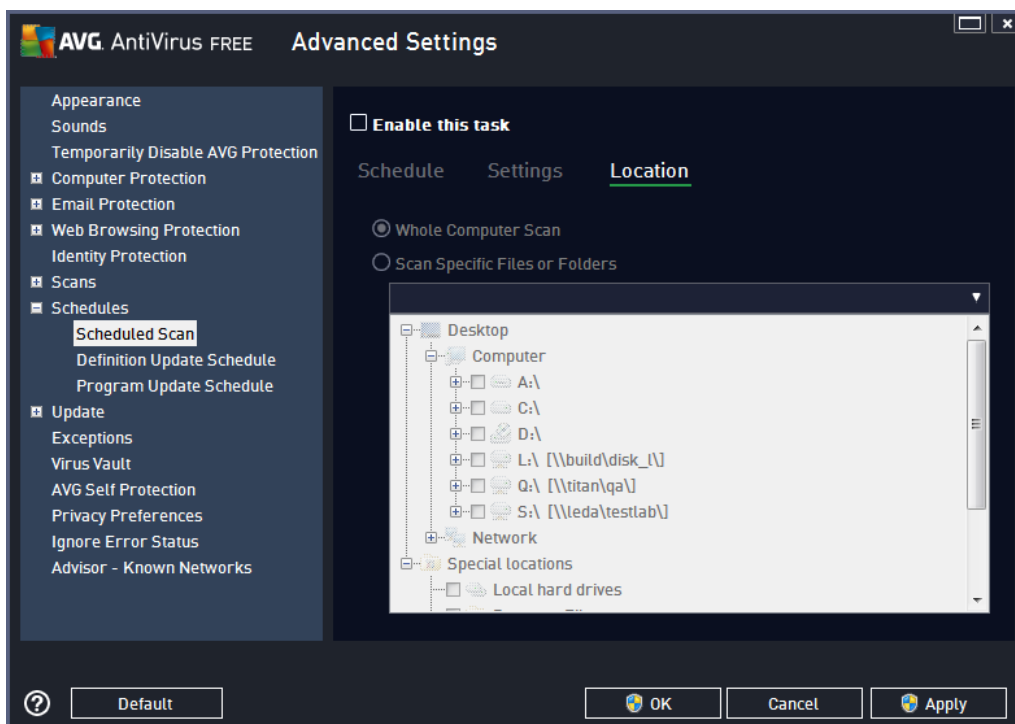 AVG. AntiVirus FREE Advanced Settings
Appearance
Sounds
Temporarily Disable AVG Protection
Computer Protection
Email Protection
Web Browsing Protection
Identity Protection
Scans
Schedules
Scheduled Scan
Definition Update Schedule
Program Update Schedule
Update
Exceptions
Virus Vault
AVG Self Protection
Privacy Preferences
Ignore Error Status
Advisor - Known Networks
Enable this task
Schedule Settings Location
Whole Computer Scan
Scan Specific Files or Folders
Desktop
Computer
A:\
C:\
D:\
L:\ [\\build\disk_l\]
Q:\ [\\titan\qa\]
S:\ [\\leda\testlab\]
Network
Special locations
Local hard drives
? Default OK Cancel Apply